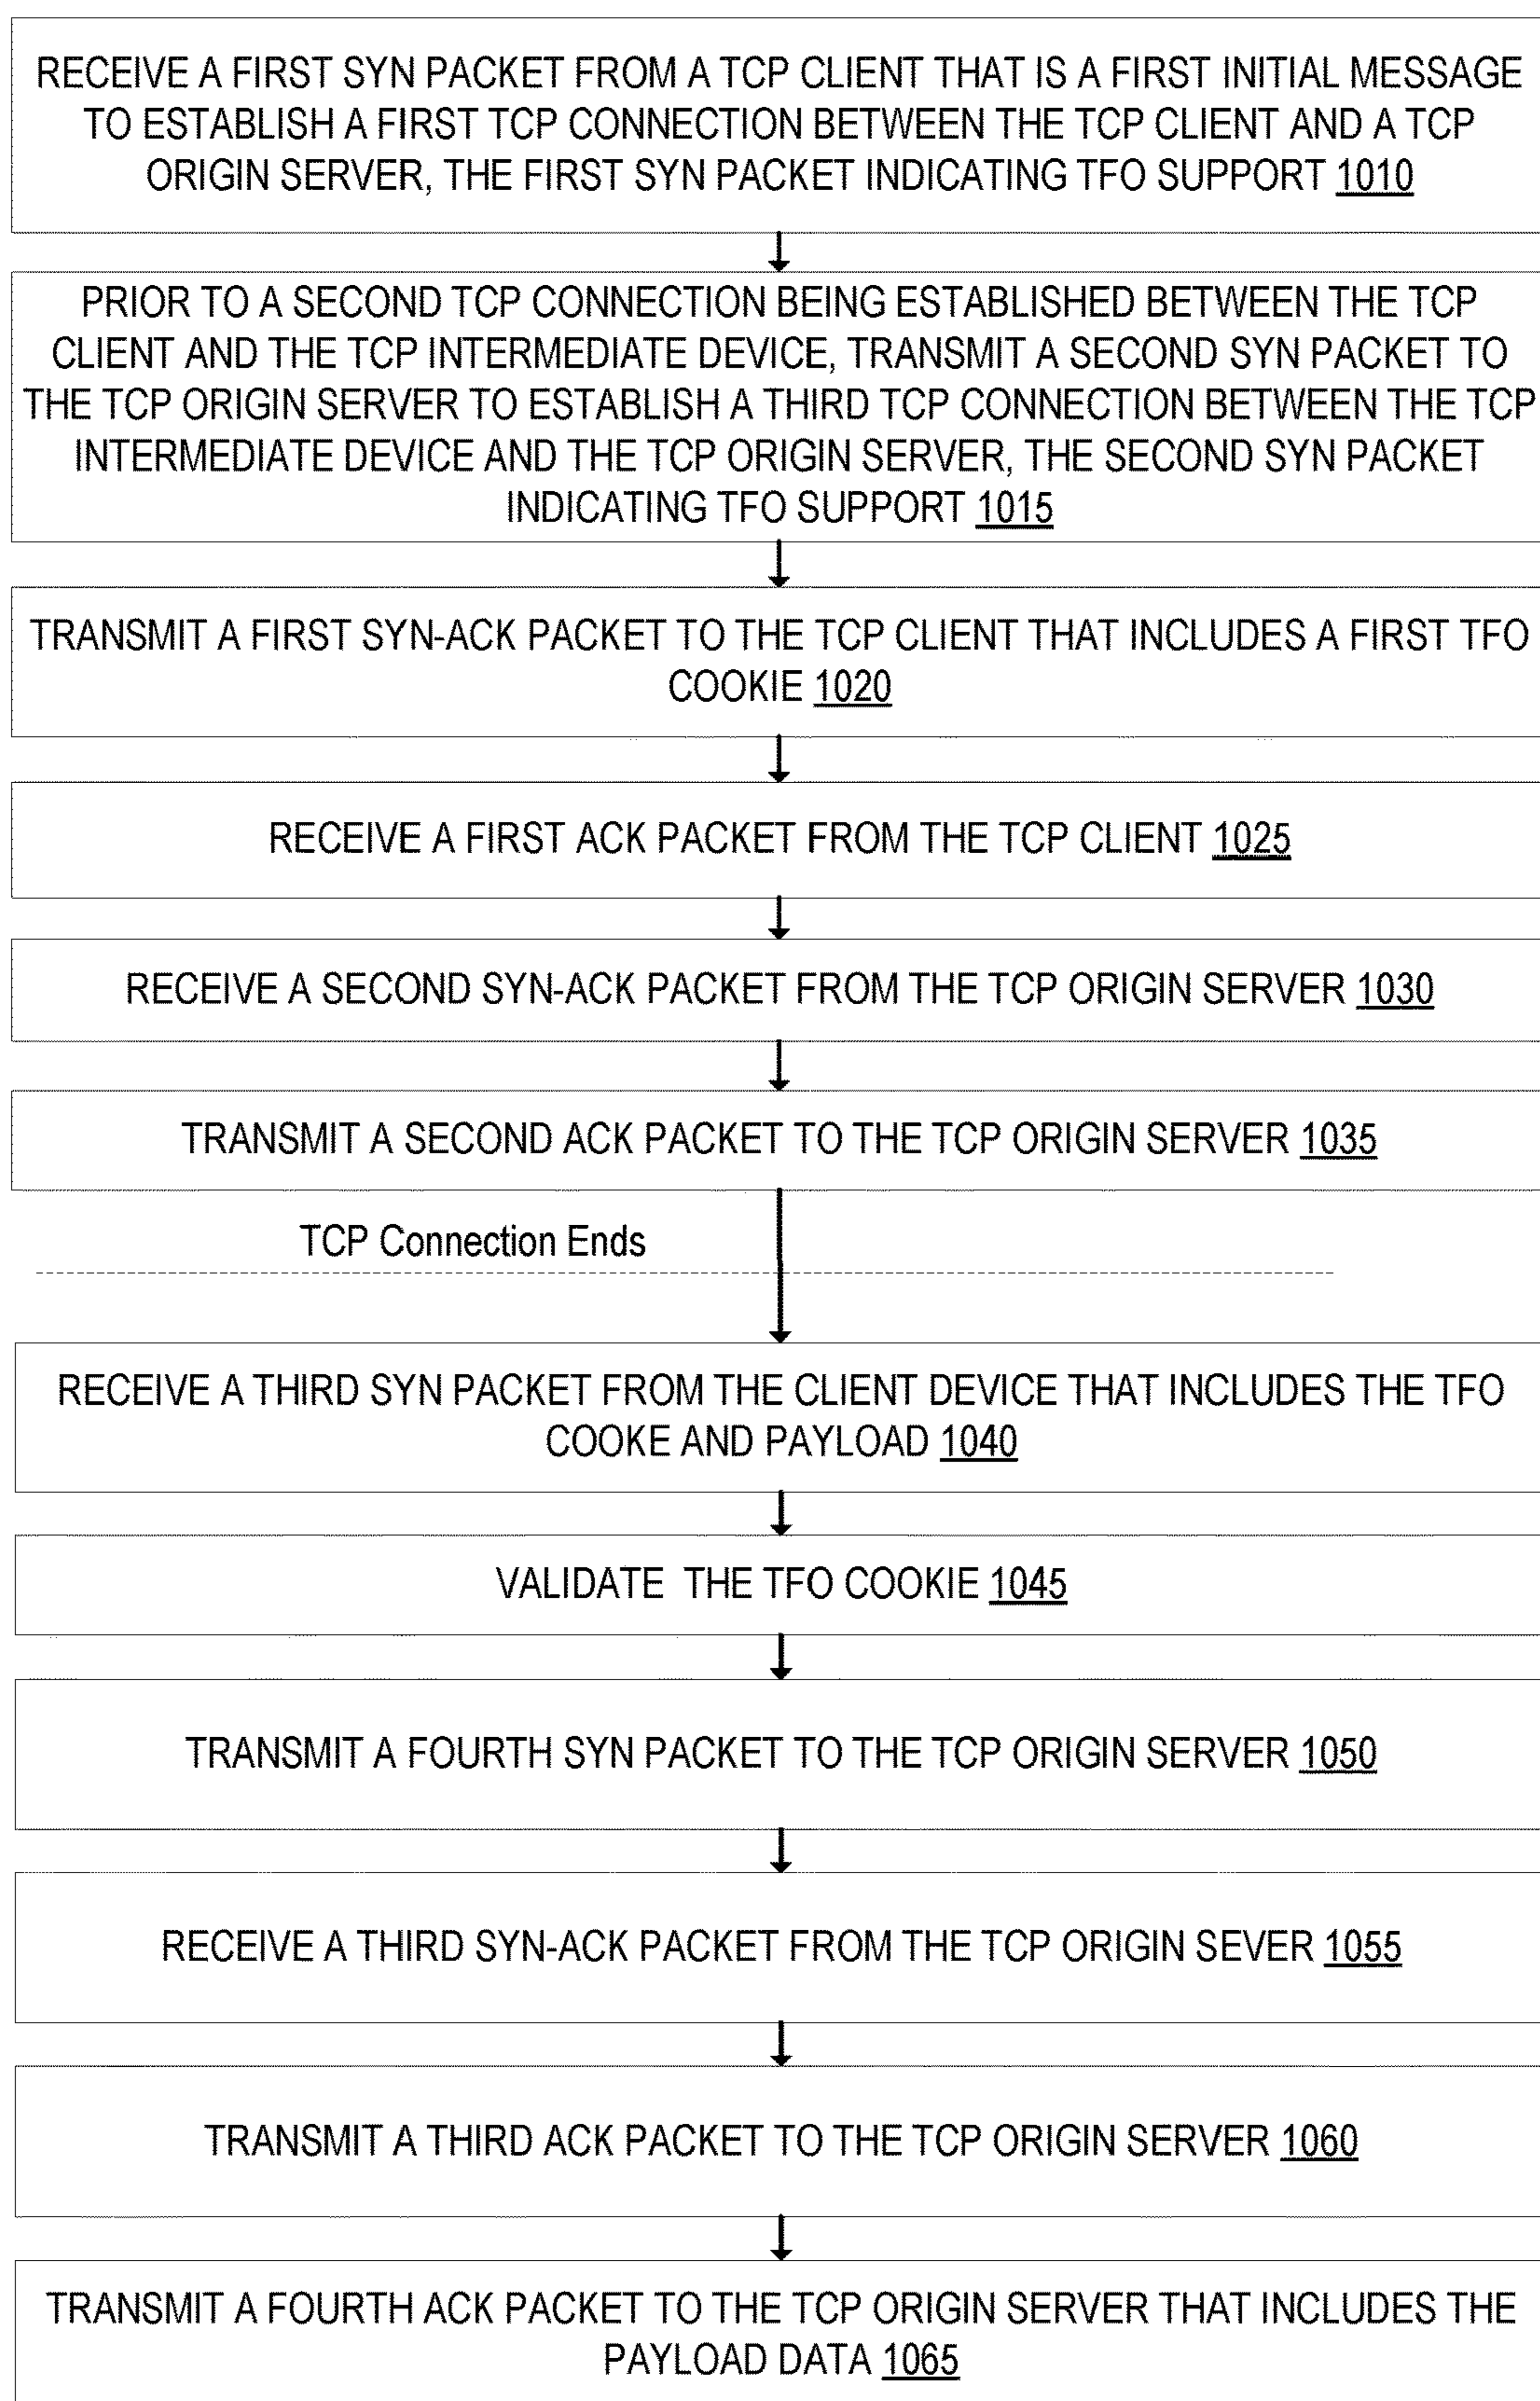 RECEIVE A FIRST SYN PACKET FROM A TCP CLIENT THAT IS A FIRST INITIAL MESSAGE
TO ESTABLISH A FIRST TCP CONNECTION BETWEEN THE TCP CLIENT AND A TCP
ORIGIN SERVER, THE FIRST SYN PACKET INDICATING TFO SUPPORT 1010
PRIOR TO A SECOND TCP CONNECTION BEING ESTABLISHED BETWEEN THE TCP
CLIENT AND THE TCP INTERMEDIATE DEVICE, TRANSMIT A SECOND SYN PACKET TO
THE TCP ORIGIN SERVER TO ESTABLISH A THIRD TCP CONNECTION BETWEEN THE TCP
INTERMEDIATE DEVICE AND THE TCP ORIGIN SERVER, THE SECOND SYN PACKET
INDICATING TFO SUPPORT 1015
TRANSMIT A FIRST SYN-ACK PACKET TO THE TCP CLIENT THAT INCLUDES A FIRST TFO
COOKIE 1020
RECEIVE A FIRST ACK PACKET FROM THE TCP CLIENT 1025
RECEIVE A SECOND SYN-ACK PACKET FROM THE TCP ORIGIN SERVER 1030
TRANSMIT A SECOND ACK PACKET TO THE TCP ORIGIN SERVER 1035
TCP Connection Ends
RECEIVE A THIRD SYN PACKET FROM THE CLIENT DEVICE THAT INCLUDES THE TFO
COOKE AND PAYLOAD 1040
VALIDATE THE TFO COOKIE 1045
TRANSMIT A FOURTH SYN PACKET TO THE TCP ORIGIN SERVER 1050
RECEIVE A THIRD SYN-ACK PACKET FROM THE TCP ORIGIN SEVER 1055
TRANSMIT A THIRD ACK PACKET TO THE TCP ORIGIN SERVER 1060
TRANSMIT A FOURTH ACK PACKET TO THE TCP ORIGIN SERVER THAT INCLUDES THE
PAYLOAD DATA 1065